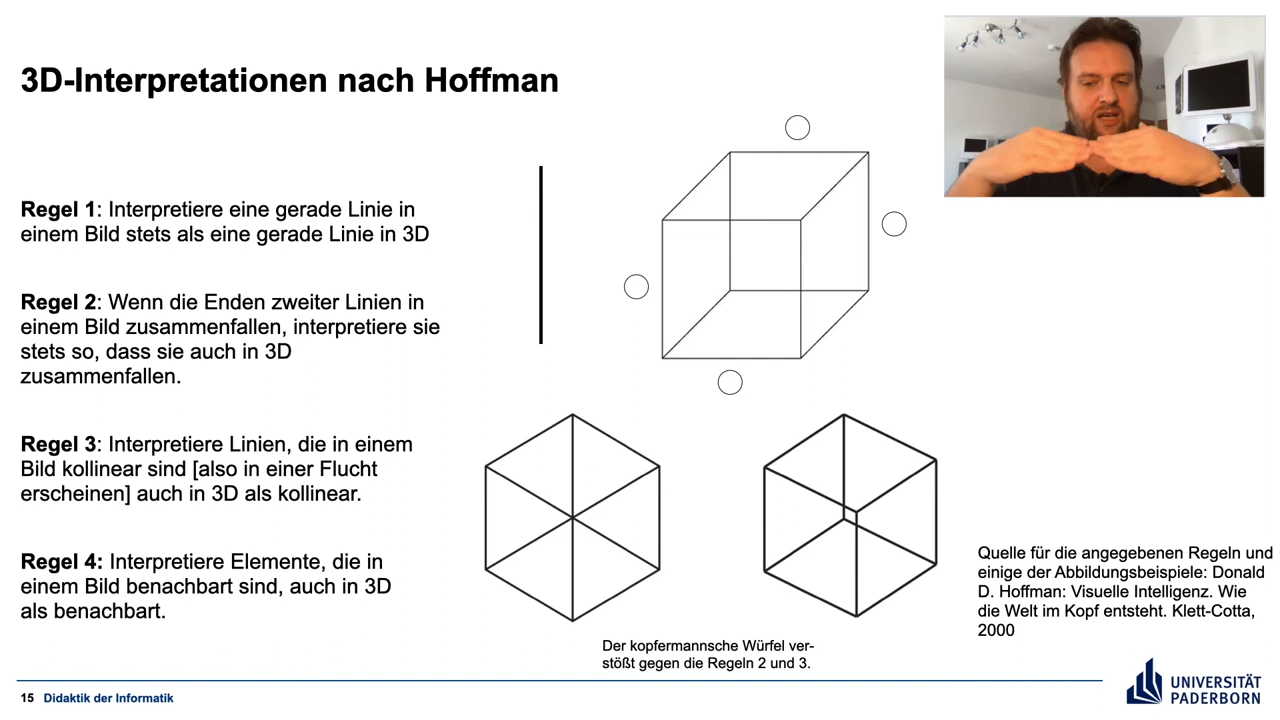 3D-Interpretationen nach Hoffman
Regel 1: Interpretiere eine gerade Linie in
einem Bild stets als eine gerade Linie in 3D
Regel 2: Wenn die Enden zweiter Linien in
einem Bild zusammenfallen, interpretiere sie
stets so, dass sie auch in 3D
zusammenfallen.
Regel 3: Interpretiere Linien, die in einem
Bild kollinear sind [also in einer Flucht
erscheinen] auch in 3D als kollinear.
Regel 4: Interpretiere Elemente, die in
einem Bild benachbart sind, auch in 3D
als benachbart.
Der kopfermannsche Würfel ver-
stößt gegen die Regeln 2 und 3.
Quelle für die angegebenen Regeln und
einige der Abbildungsbeispiele: Donald
D. Hoffman: Visuelle Intelligenz. Wie
die Welt im Kopf entsteht. Klett-Cotta,
2000
15 Didaktik der Informatik
UNIVERSITÄT
PADERBORN